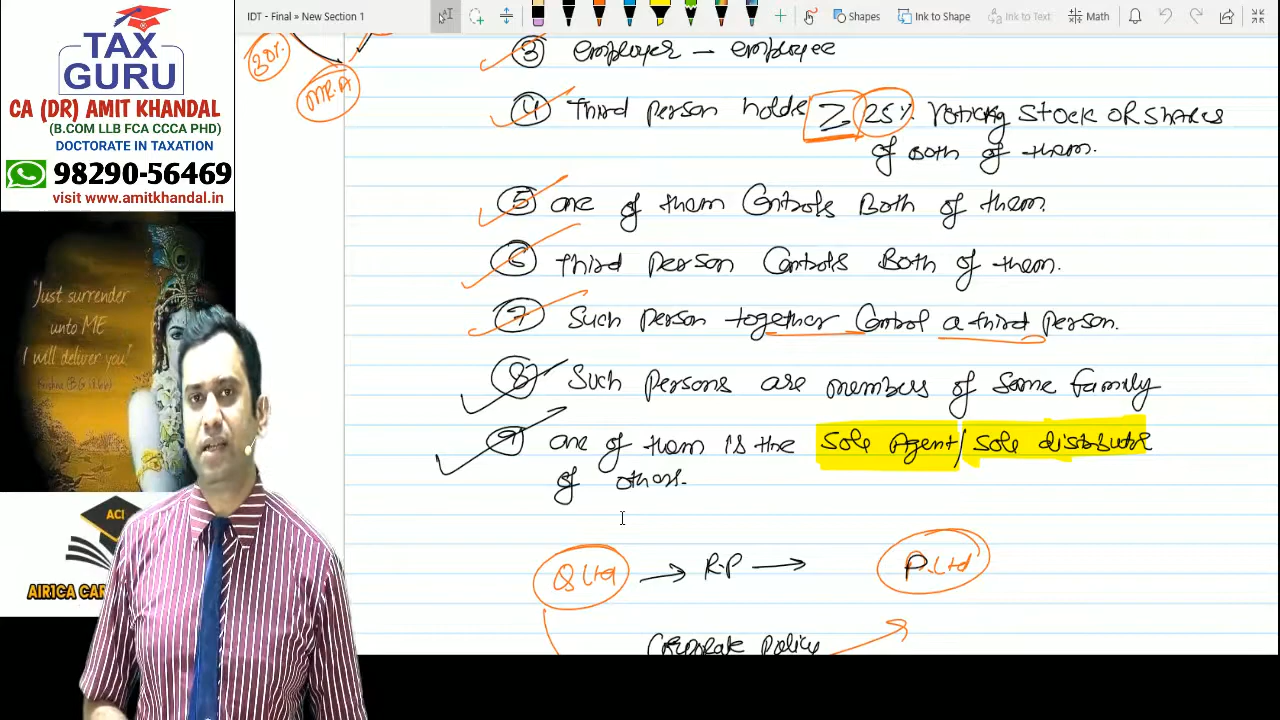 IDT - Final » New Section 1
Shapes
Ink to Shape
Ink to Text
Math
TAX
GURU
CA (DR) AMIT KHANDAL
(B.COM LLB FCA CCCA PHD)
DOCTORATE IN TAXATION
98290-56469
visit www.amitkhandal.in
30%
MR.A
③ employer - employee
④ Third person holds ≥ 25% voting stock or shares
of Both of them.
⑤ one of them Controls Both of them.
⑥ Third person Controls Both of them.
⑦ Such person together Control a third person.
⑧ Such persons are members of Same family
⑨ one of them is the Sole Agent/Sole distributor
of others.
Q Ltd → R.P → P. Ltd
Corporate policy
"Just surrender
unto ME
I will deliver you!"
ACI
AIRICA CAR